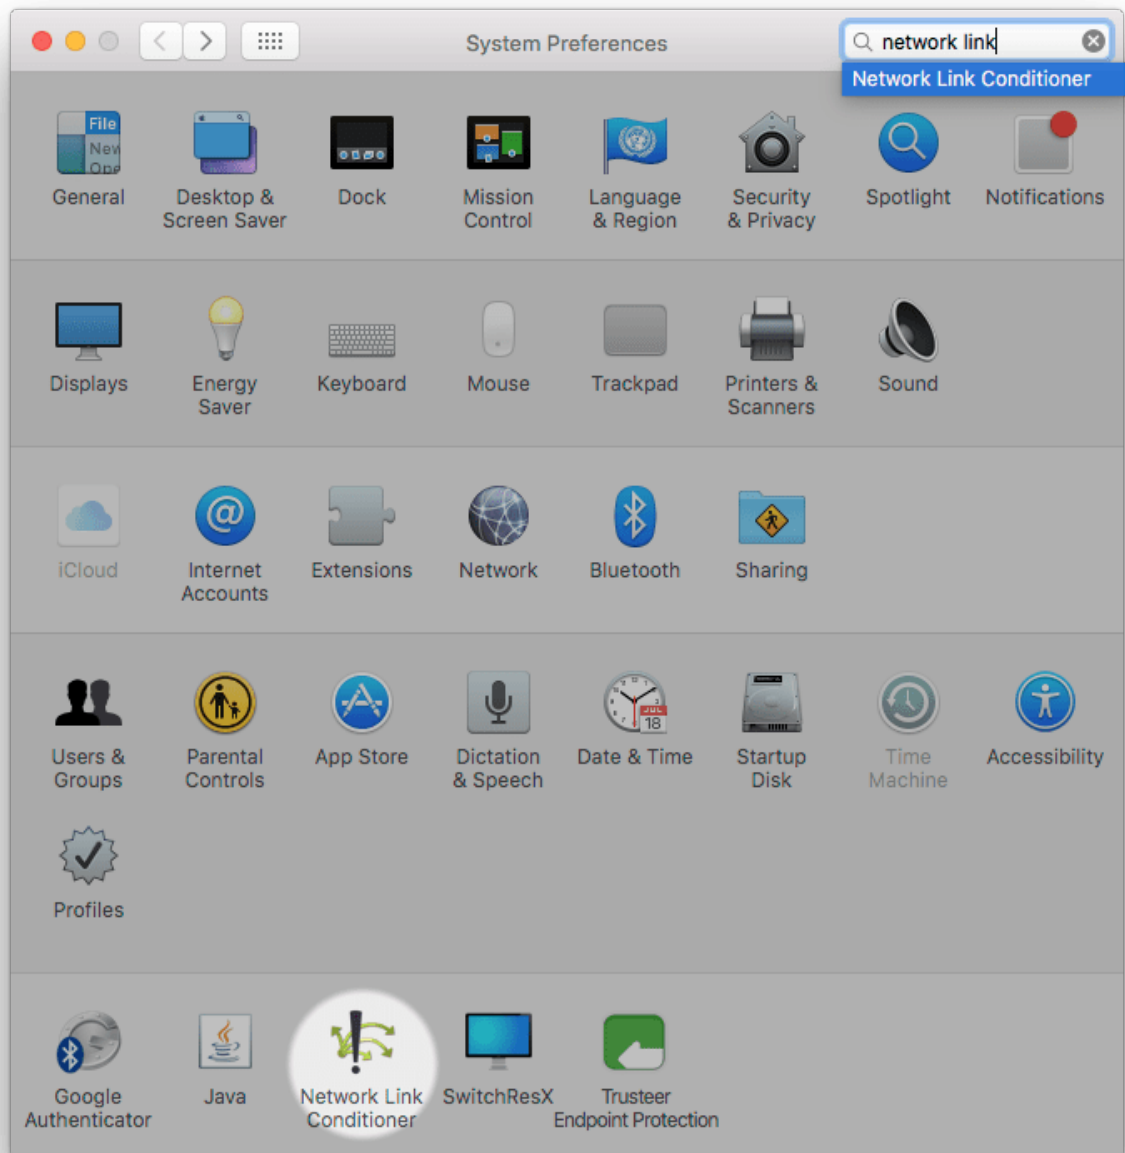 System Preferences
network link
Network Link Conditioner
File
New
Ope
General
Desktop &
Screen Saver
Dock
Mission
Control
Language
& Region
Security
& Privacy
Spotlight
Notifications
Displays
Energy
Saver
Keyboard
Mouse
Trackpad
Printers &
Scanners
Sound
iCloud
@
Internet
Accounts
Extensions
Network
Bluetooth
Sharing
Users &
Groups
Parental
Controls
App Store
Dictation
& Speech
JUL
18
Date & Time
Startup
Disk
Time
Machine
Accessibility
Profiles
Google
Authenticator
Java
Network Link
Conditioner
SwitchResX
Trusteer
Endpoint Protection